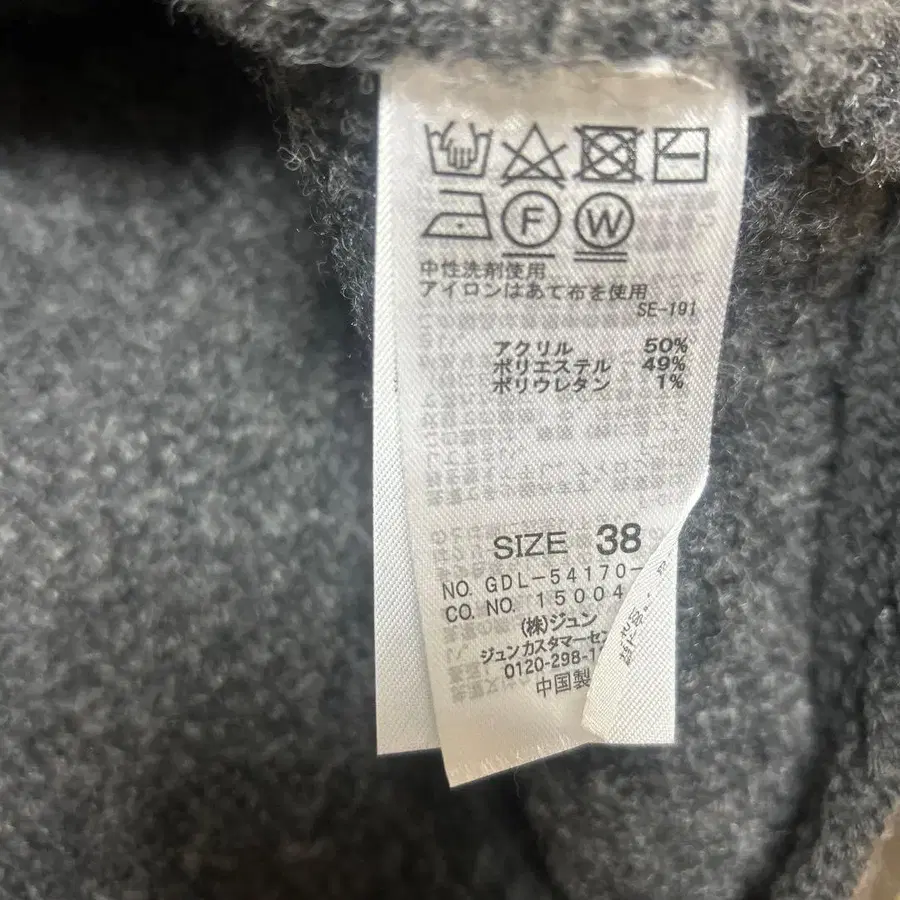 F W
中性洗剤使用
アイロンはあて布を使用
SE-191
アクリル 50%
ポリエステル 49%
ポリウレタン 1%
SIZE 38
NO. GDL-54170-
CO. NO. 15004
(株)ジュン
ジュンカスタマーセン
0120-298-1
中国製